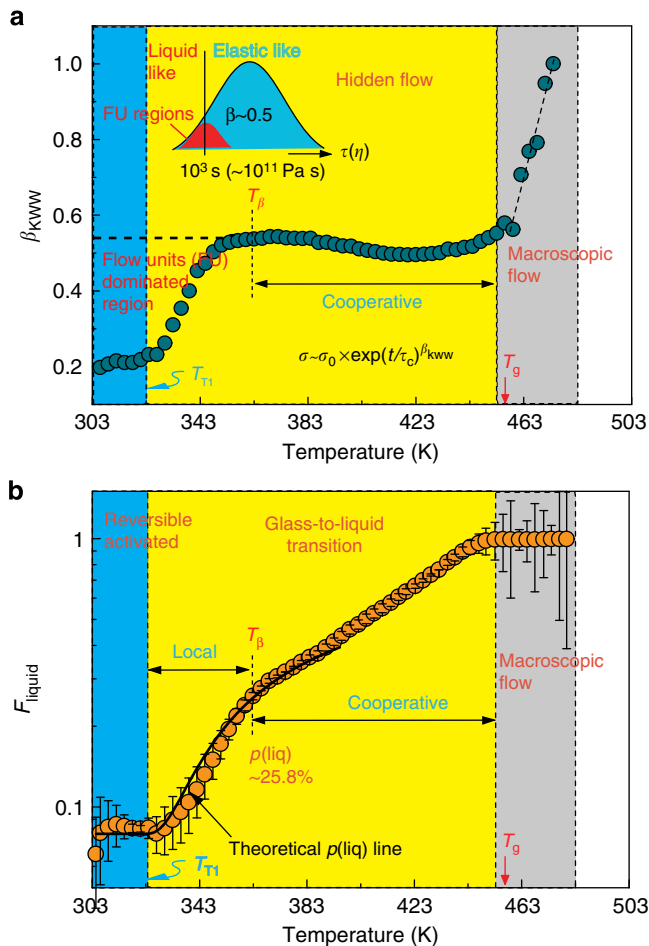 a
Liquid like
Elastic like
FU regions
β~0.5
τ(η)
10³ s (~10¹¹ Pa s)
Hidden flow
Tβ
Flow units (FU) dominated region
Cooperative
Macroscopic flow
σ~σ₀ × exp(t/τc)^βkww
TT1
Tg
βKWW
1.0
0.8
0.6
0.4
0.2
303
343
383
423
463
503
Temperature (K)
b
Reversible activated
Glass-to-liquid transition
Local
Tβ
Cooperative
Macroscopic flow
p(liq)
~25.8%
Theoretical p(liq) line
TT1
Tg
Fliquid
1
0.1
303
343
383
423
463
503
Temperature (K)